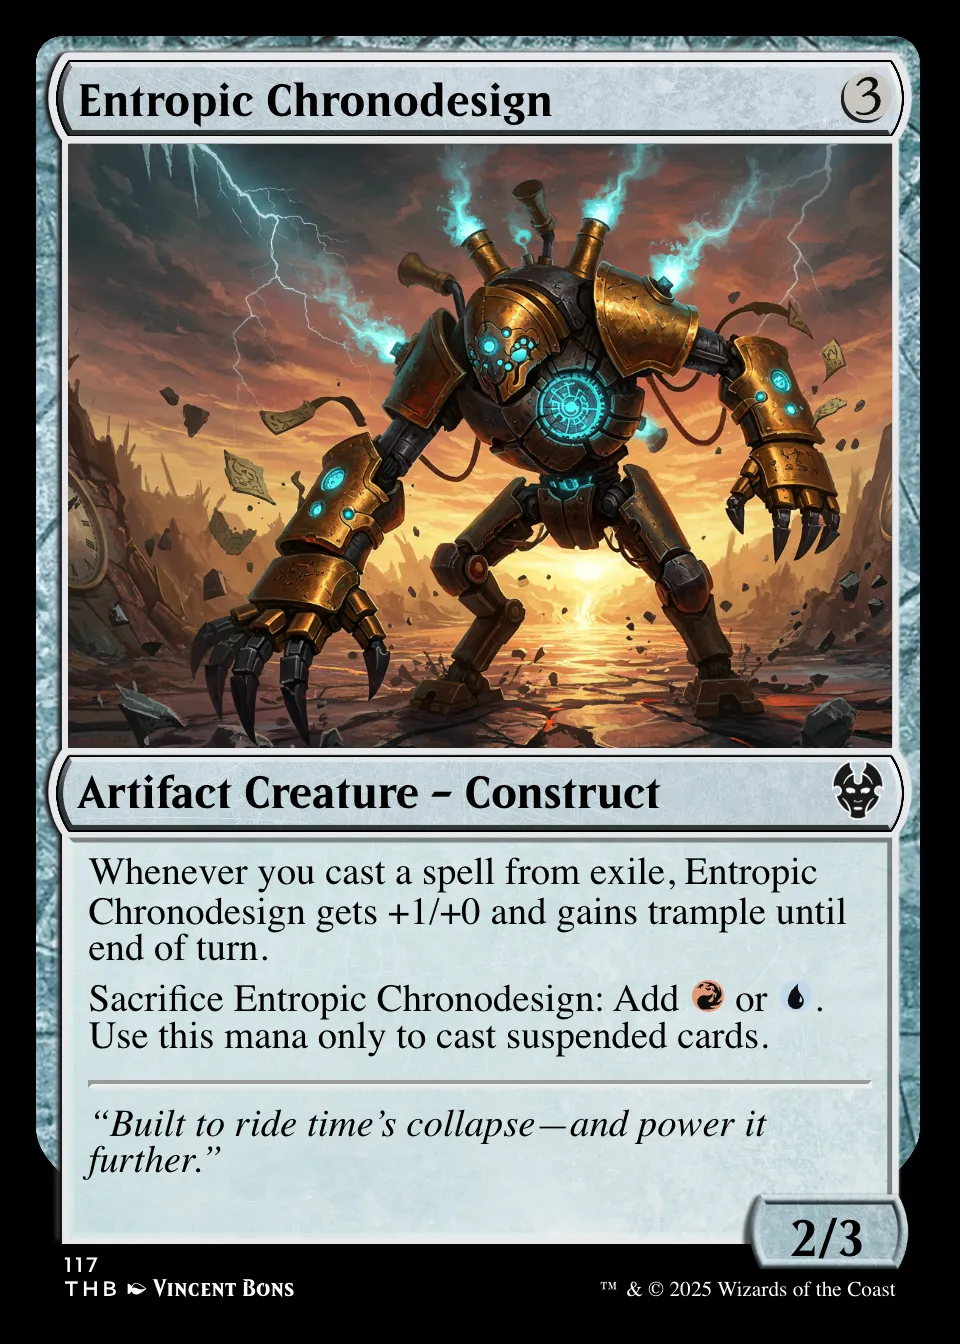 Entropic Chronodesign 3
Artifact Creature – Construct
Whenever you cast a spell from exile, Entropic
Chronodesign gets +1/+0 and gains trample until
end of turn.
Sacrifice Entropic Chronodesign: Add or .
Use this mana only to cast suspended cards.
“Built to ride time’s collapse—and power it
further.”
2/3
117
THB Vincent Bons
™ & © 2025 Wizards of the Coast